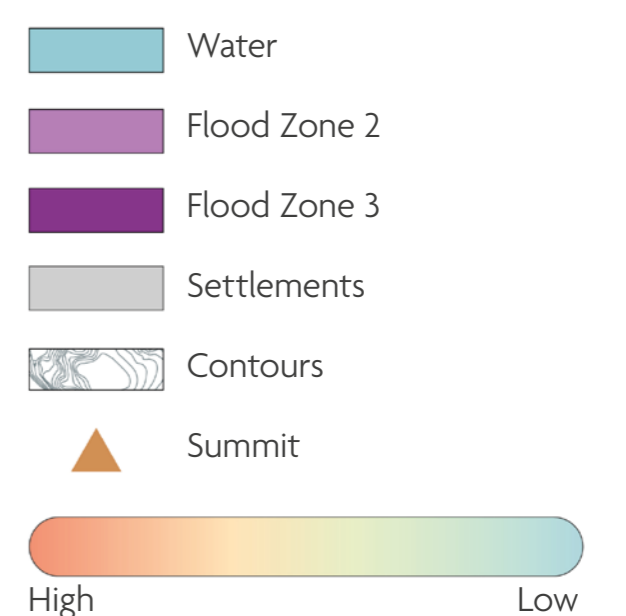 Water
Flood Zone 2
Flood Zone 3
Settlements
Contours
Summit
High Low